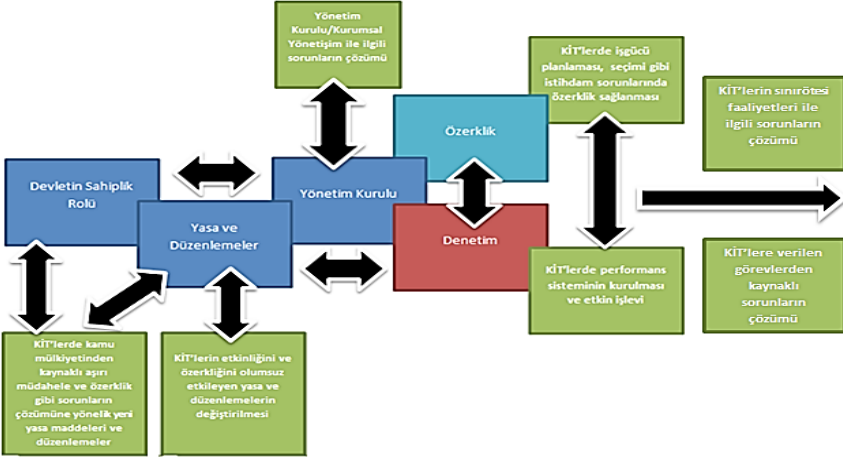 Yönetim
Kurulu/Kurumsal
Yönetişim ile ilgili
sorunların çözümü
KİT'lerde işgücü
planlaması, seçimi gibi
istihdam sorunlarında
özerklik sağlanması
KİT'lerin sınırötesi
faaliyetleri ile
ilgili sorunların
çözümü
Özerklik
Devletin Sahiplik
Rolü
Yönetim Kurulu
Yasa ve
Düzenlemeler
Denetim
KİT'lerde performans
sisteminin kurulması
ve etkin işlevi
KİT'lere verilen
görevlerden
kaynaklı
sorunların
çözümü
KİT'lerde kamu
mülkiyetinden
kaynaklı aşırı
müdahele ve özerklik
gibi sorunların
çözümüne yönelik yeni
yasa maddeleri ve
düzenlemeler
KİT'lerin etkinliğini ve
özerkliğini olumsuz
etkileyen yasa ve
düzenlemelerin
değiştirilmesi